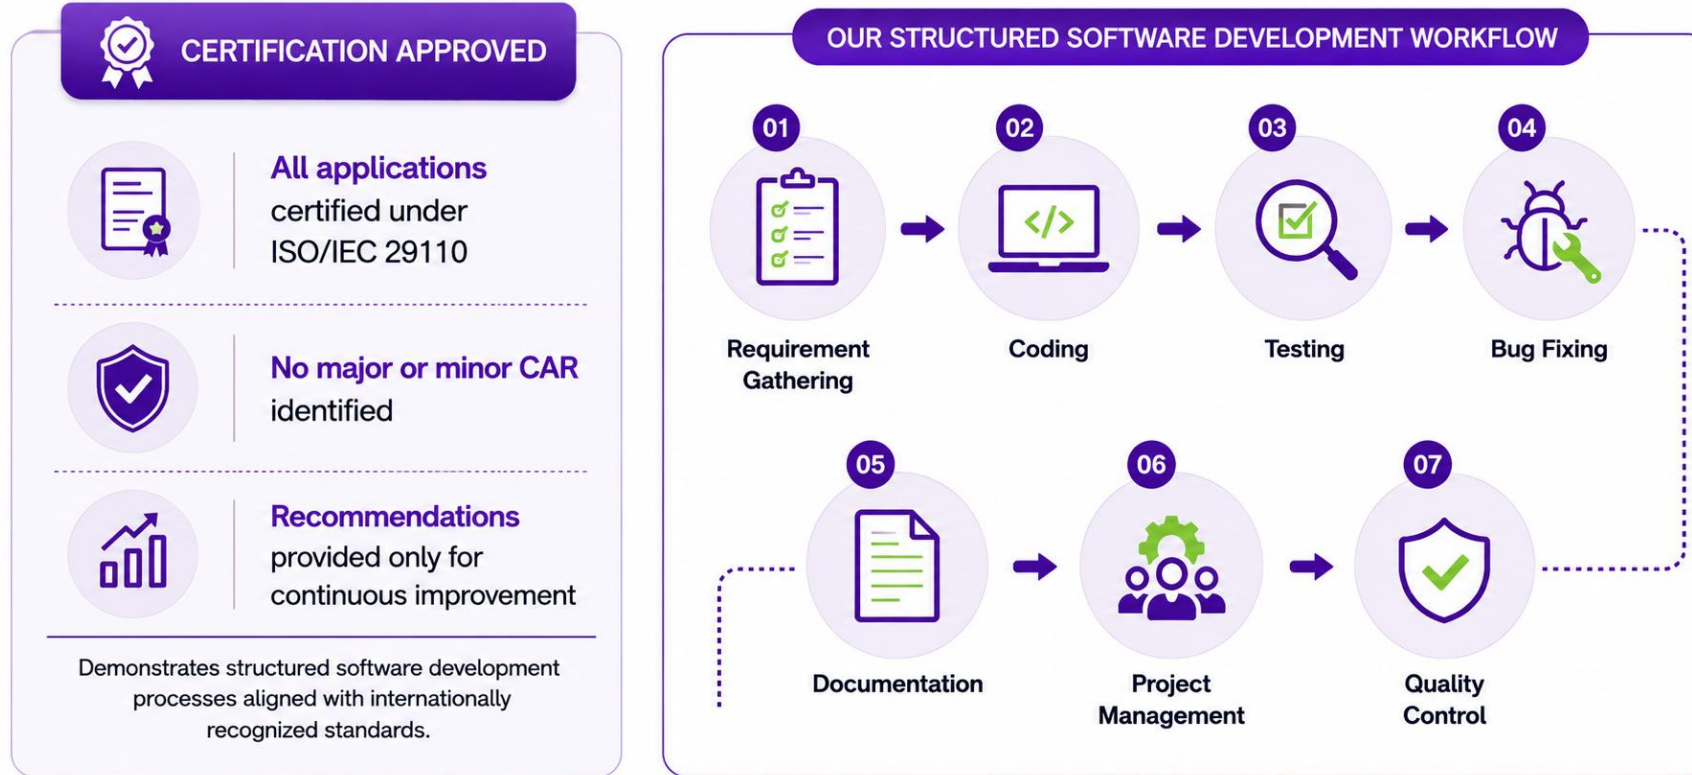 CERTIFICATION APPROVED
All applications
certified under
ISO/IEC 29110
No major or minor CAR
identified
Recommendations
provided only for
continuous improvement
Demonstrates structured software development
processes aligned with internationally
recognized standards.
OUR STRUCTURED SOFTWARE DEVELOPMENT WORKFLOW
01
Requirement
Gathering
02
</>
Coding
03
Testing
04
Bug Fixing
05
Documentation
06
Project
Management
07
Quality
Control